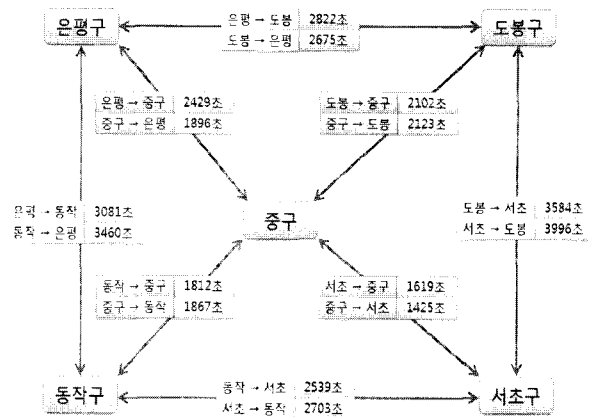 은평구
은평 → 도봉 2822초
도봉 → 은평 2675초
도봉구
은평 → 중구 2429초
중구 → 은평 1896초
도봉 → 중구 2102초
중구 → 도봉 2123초
은평 → 동작 3081초
동작 → 은평 3460초
중구
도봉 → 서초 3584초
서초 → 도봉 3996초
동작 → 중구 1812초
중구 → 동작 1867초
서초 → 중구 1619초
중구 → 서초 1425초
동작구
동작 → 서초 2539초
서초 → 동작 2703초
서초구